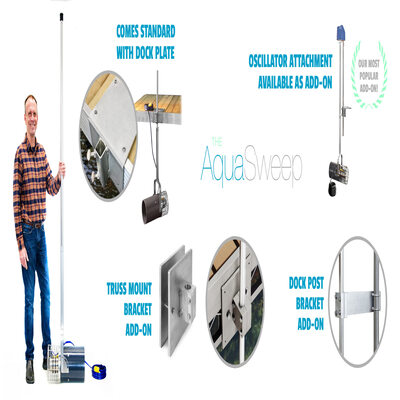 COMES STANDARD
WITH DOCK PLATE
OSCILLATOR ATTACHMENT
AVAILABLE AS ADD-ON
OUR MOST
POPULAR
ADD-ON!
THE
AquaSweep
TRUSS MOUNT
BRACKET
ADD-ON
DOCK POST
BRACKET
ADD-ON